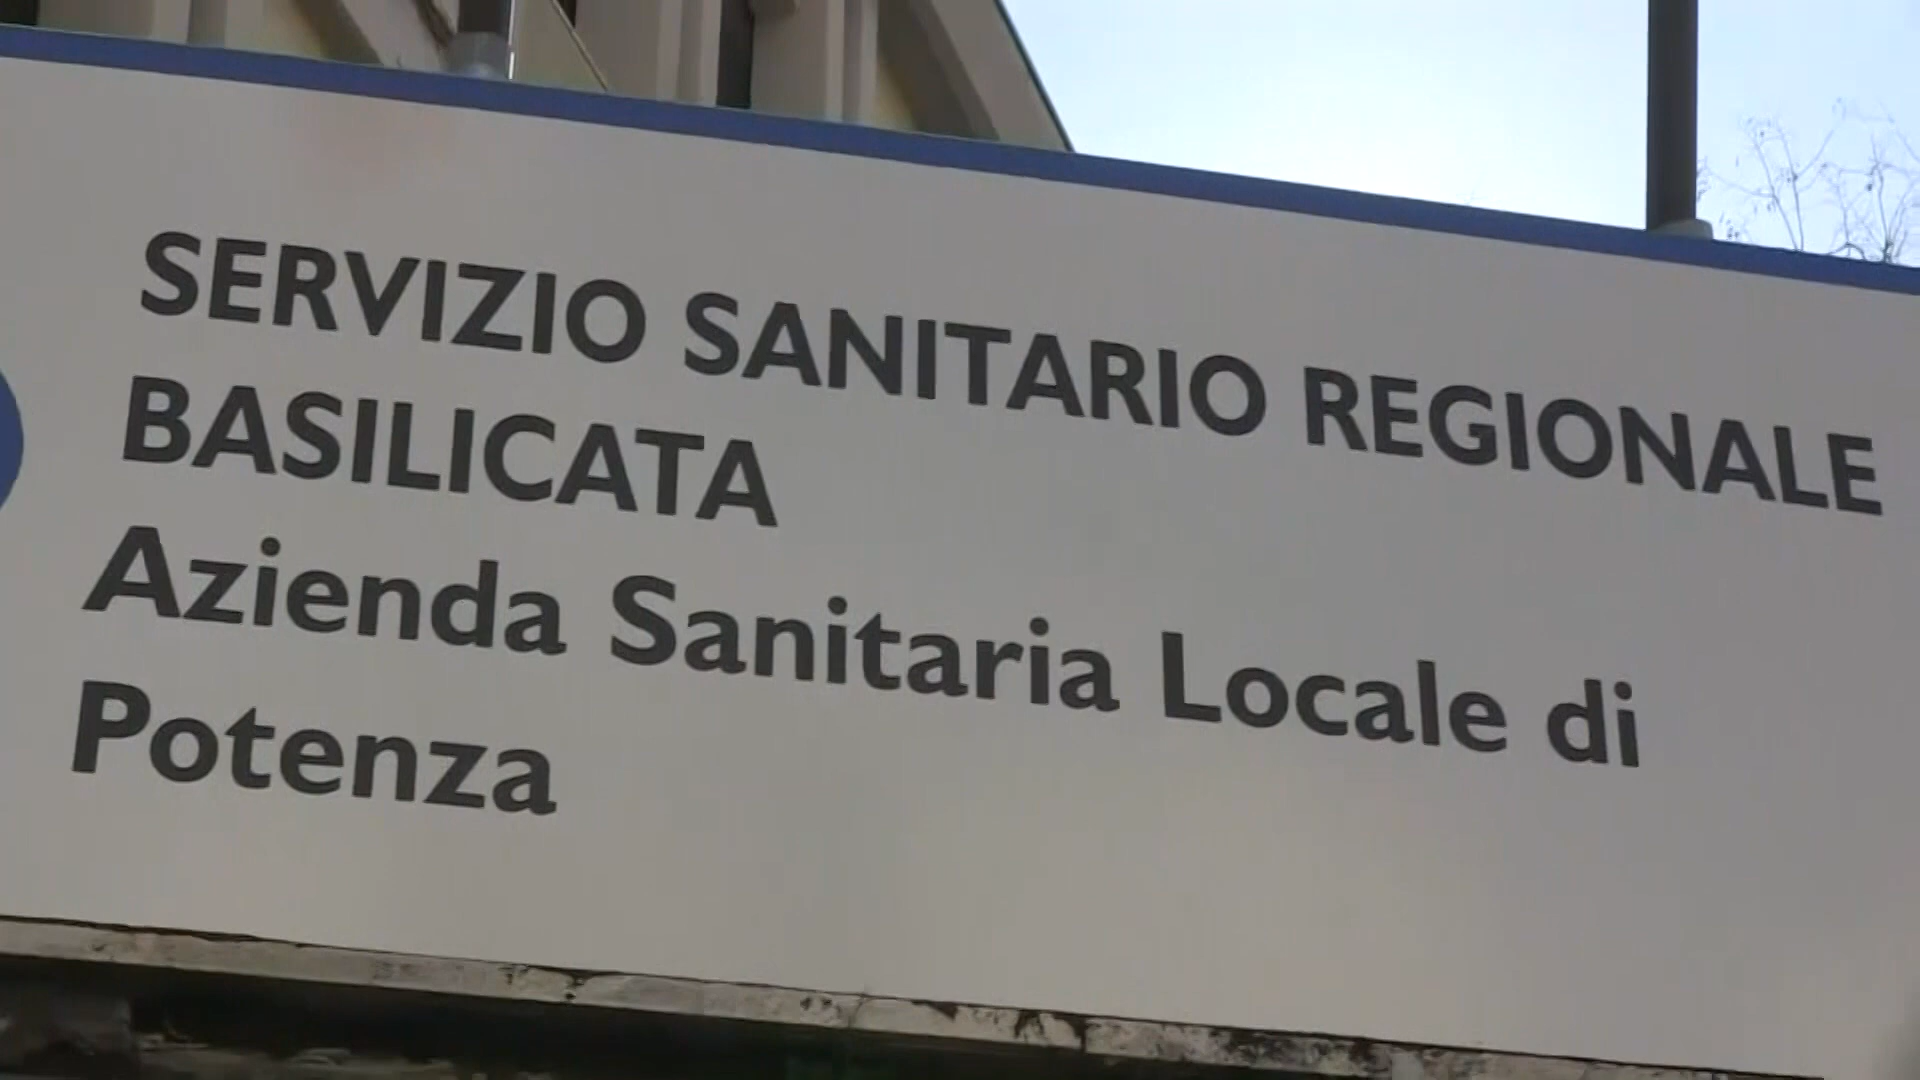 SERVIZIO SANITARIO REGIONALE
BASILICATA
Azienda Sanitaria Locale di
Potenza